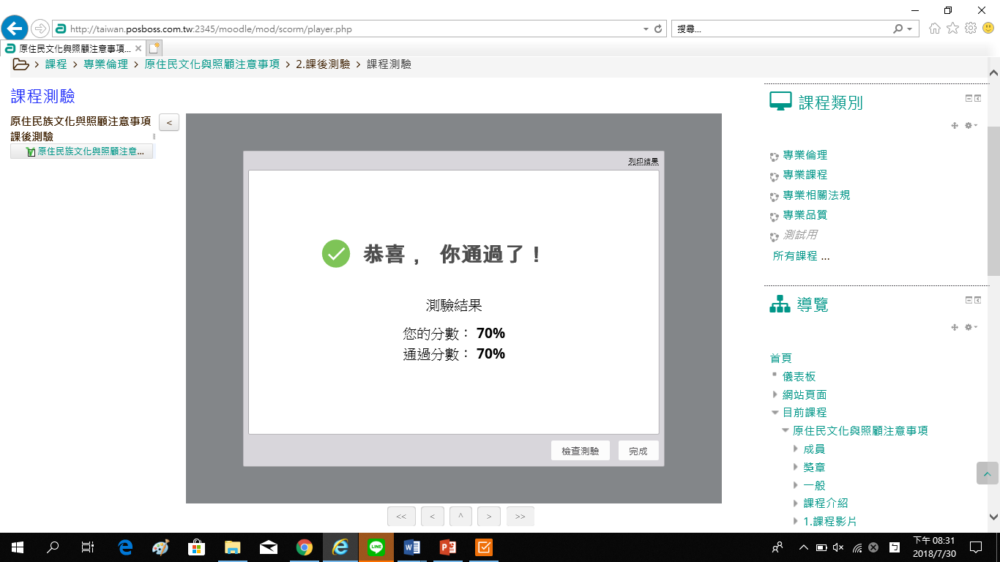 http://taiwan.posboss.com.tw:2345/moodle/mod/scorm/player.php
搜尋...
原住民文化與照顧注意事項...
課程 > 專業倫理 > 原住民文化與照顧注意事項 > 2.課後測驗 > 課程測驗
課程測驗
原住民族文化與照顧注意事項
課後測驗
原住民族文化與照顧注意...
<
列印結果
恭喜， 你通過了！
測驗結果
您的分數： 70%
通過分數： 70%
檢查測驗
完成
<< < ^ > >>
課程類別
專業倫理
專業課程
專業相關法規
專業品質
測試用
所有課程 ...
導覽
首頁
儀表板
網站頁面
目前課程
原住民文化與照顧注意事項
成員
獎章
一般
課程介紹
1.課程影片
LINE
下午 08:31
2018/7/30